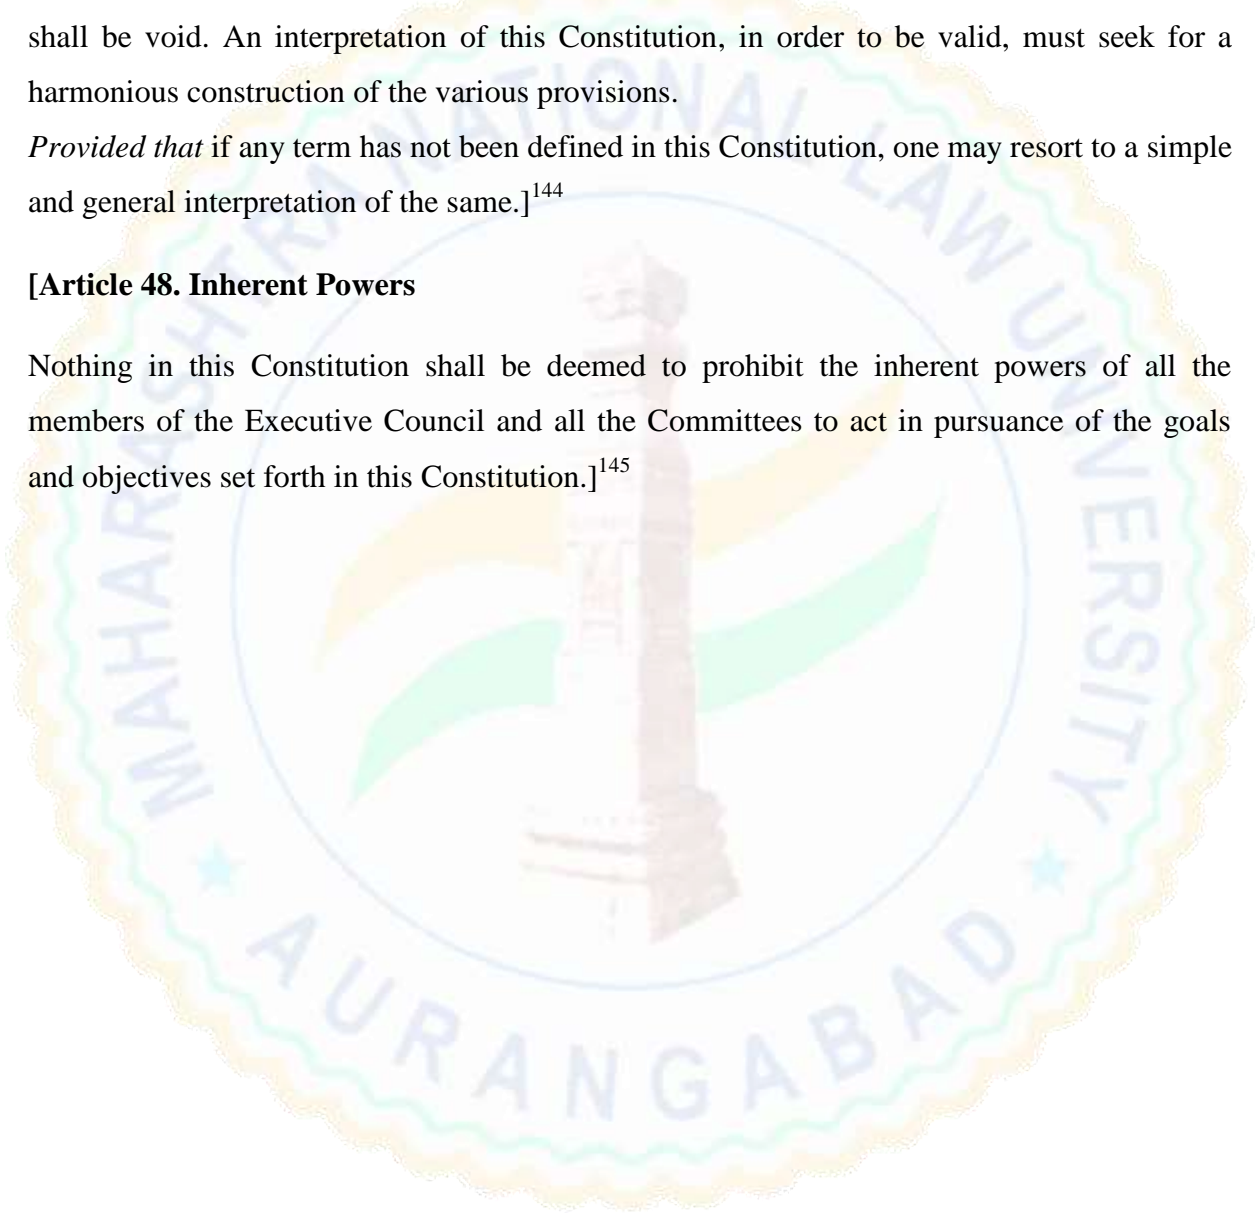 shall be void. An interpretation of this Constitution, in order to be valid, must seek for a
harmonious construction of the various provisions.
Provided that if any term has not been defined in this Constitution, one may resort to a simple
and general interpretation of the same.]144
[Article 48. Inherent Powers
Nothing in this Constitution shall be deemed to prohibit the inherent powers of all the
members of the Executive Council and all the Committees to act in pursuance of the goals
and objectives set forth in this Constitution.]145
MAHARASHTRA NATIONAL LAW UNIVERSITY
AURANGABAD